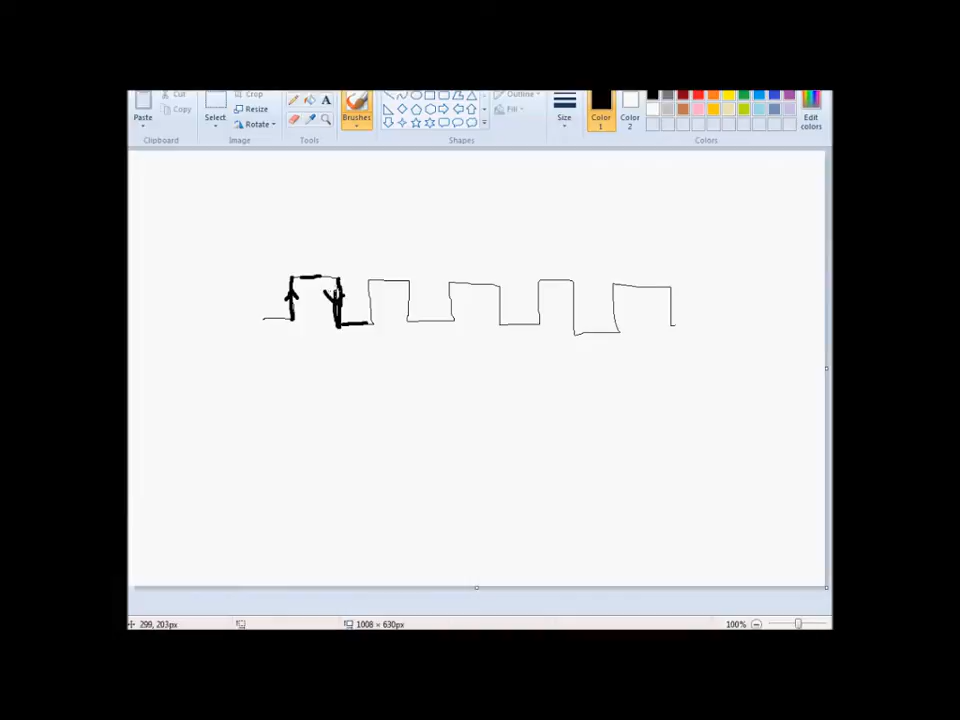 Cut
Copy
Paste
Clipboard
Crop
Resize
Rotate
Select
Image
A
Tools
Brushes
Outline
Fill
Shapes
Size
Color 1
Color 2
Edit colors
Colors
299, 203px
1008 × 630px
100%